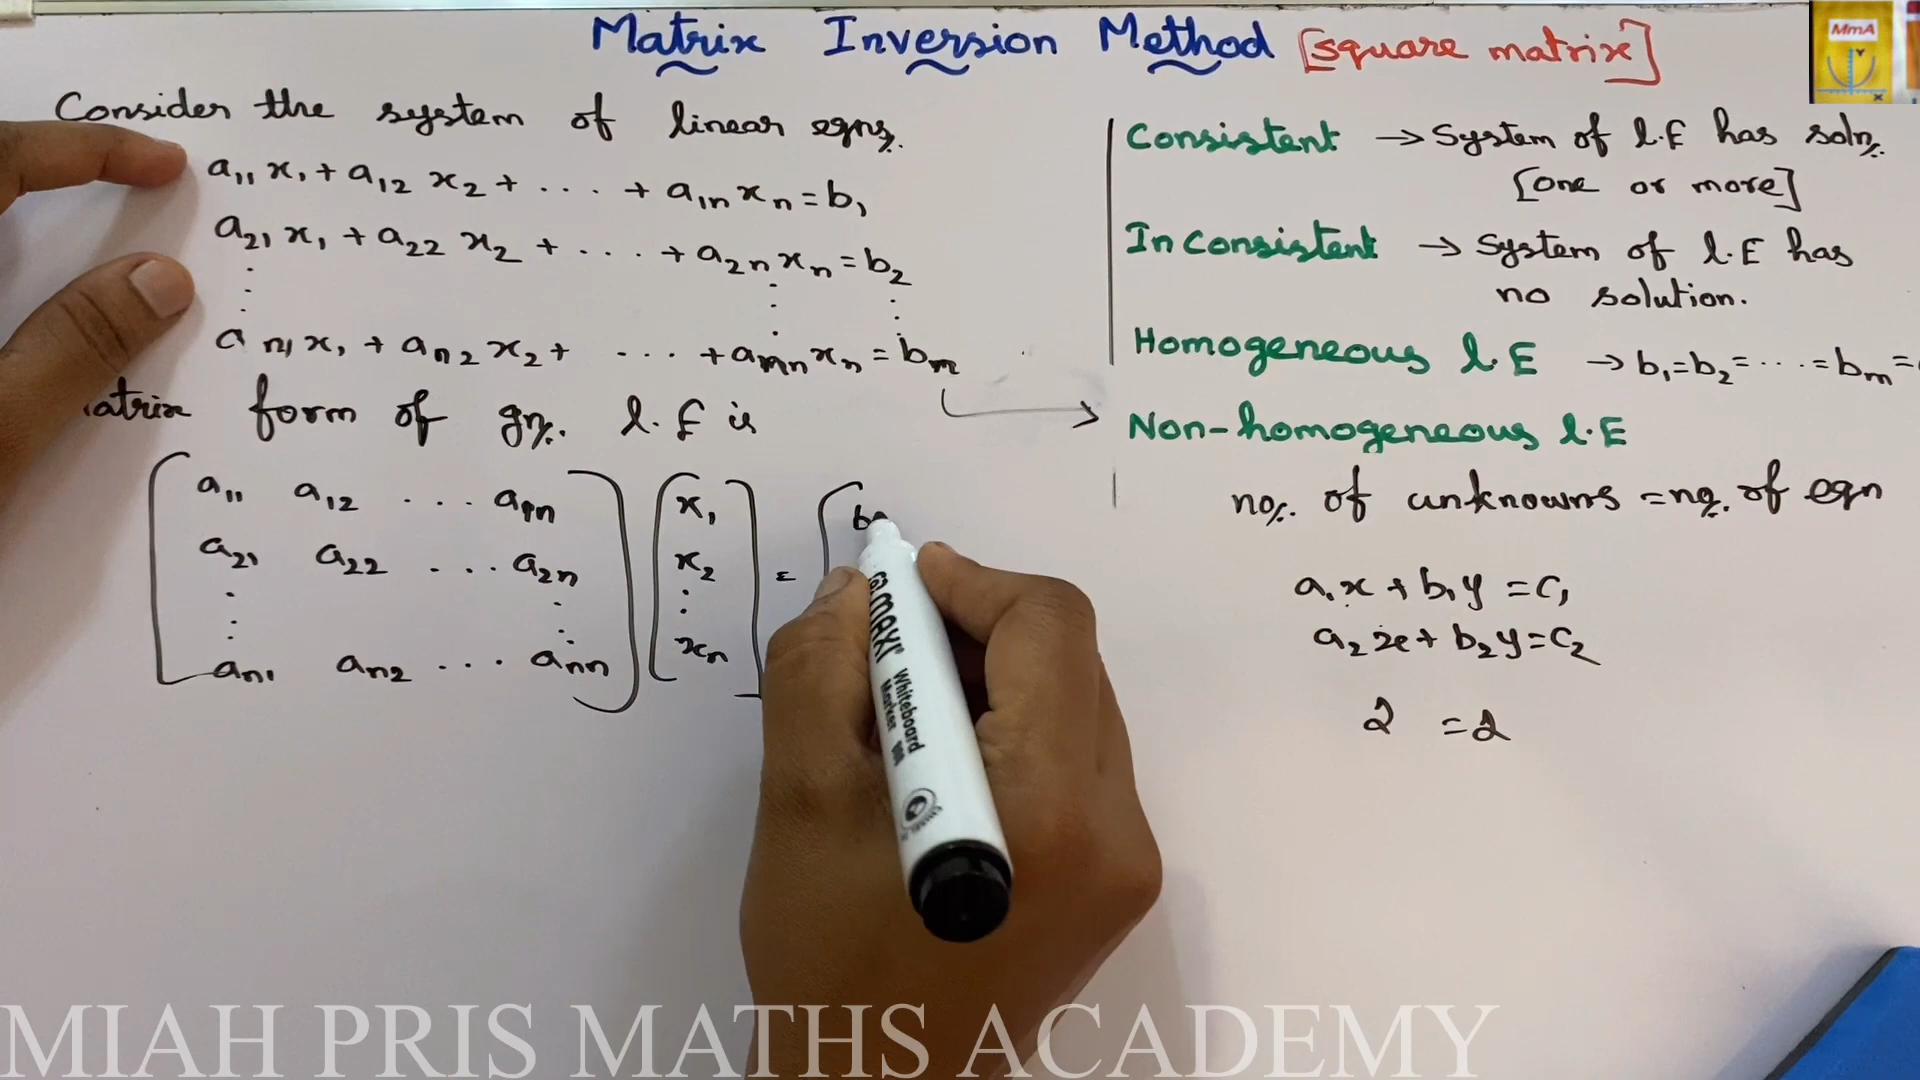 Matrix Inversion Method [square matrix]
MmA
Y
X
Consider the system of linear eqns.
a₁₁ x₁ + a₁₂ x₂ + ... + a₁n xn = b₁
a₂₁ x₁ + a₂₂ x₂ + ... + a₂n xn = b₂
an₁ x₁ + an₂ x₂ + ... + amn xn = bm
atrix form of gn. l.E is
a₁₁ a₁₂ ... a₁n
a₂₁ a₂₂ ... a₂n
an₁ an₂ ... ann
x₁
x₂
xn
=
Consistent → System of l.E has soln.
[one or more]
InConsistent → System of l.E has
no solution.
Homogeneous l.E → b₁=b₂=...=bm=
Non-homogeneous l.E
no. of unknowns = no. of eqn
a₁x + b₁y = c₁
a₂x + b₂y = c₂
2 = 2
MAXI
Whiteboard
Marker
MIAH PRIS MATHS ACADEMY